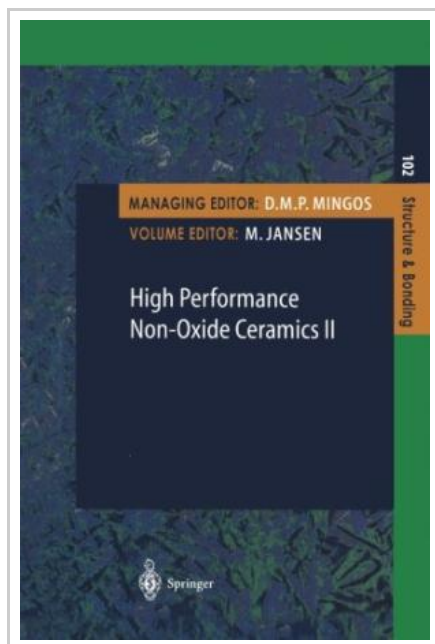 MANAGING EDITOR: D.M.P. MINGOS
VOLUME EDITOR: M. JANSEN
High Performance
Non-Oxide Ceramics II
102 Structure & Bonding
Springer